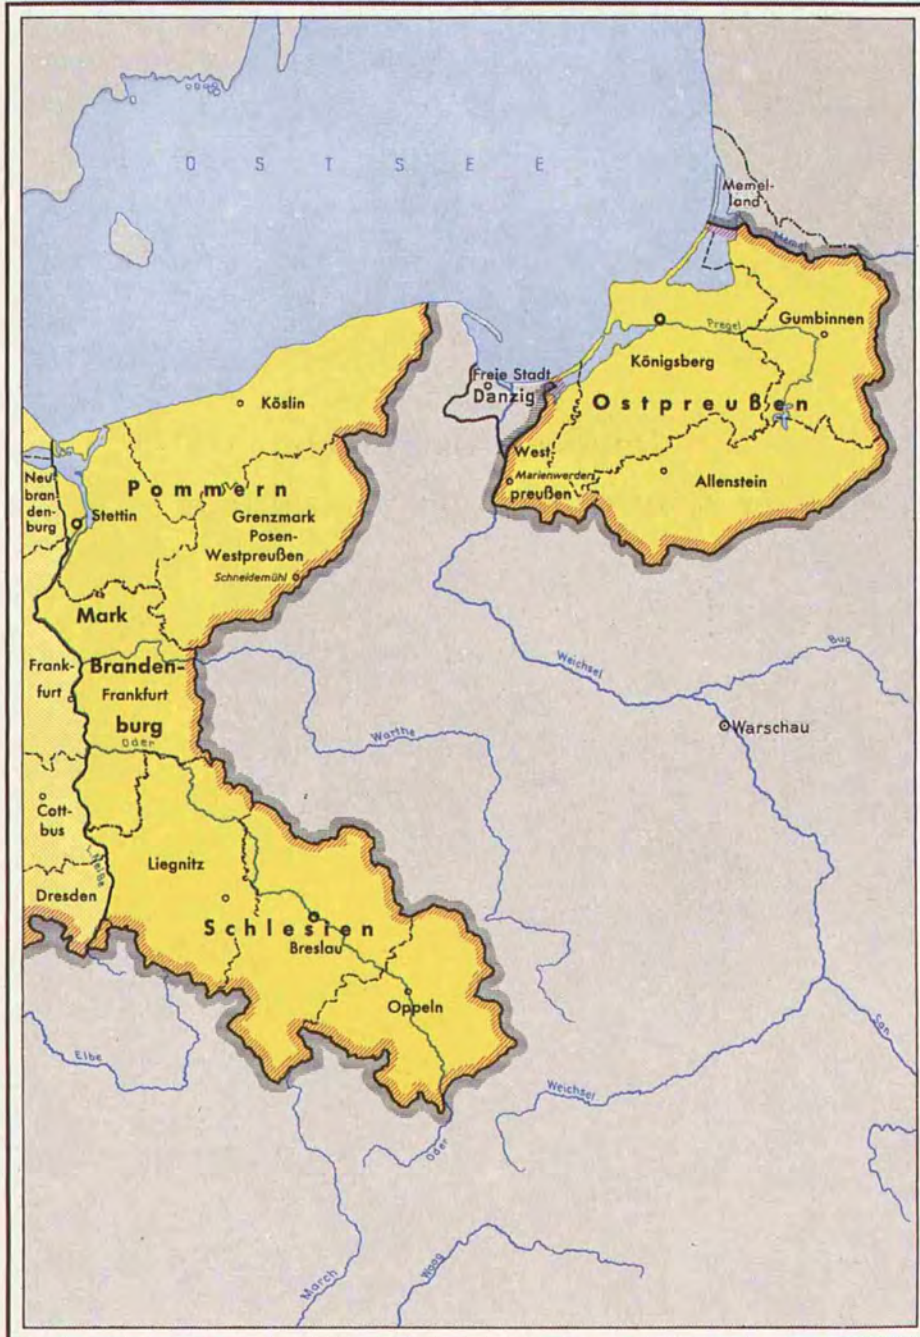 OSTSEE
Memel-
land
Memel
Gumbinnen
Pregel
Königsberg
Ostpreußen
Freie Stadt
Danzig
Köslin
West
Marienwerder
preußen
Allenstein
Neu
bran
den-
burg
Pommern
Stettin
Grenzmark
Posen-
Westpreußen
Schneidemühl
Mark
Branden-
Frankfurt
burg
Oder
Frank-
furt
Weichsel
Bug
Warschau
Warthe
Cott-
bus
Neiße
Dresden
Liegnitz
Schlesien
Breslau
Oppeln
Elbe
Weichsel
San
Oder
March
Waag